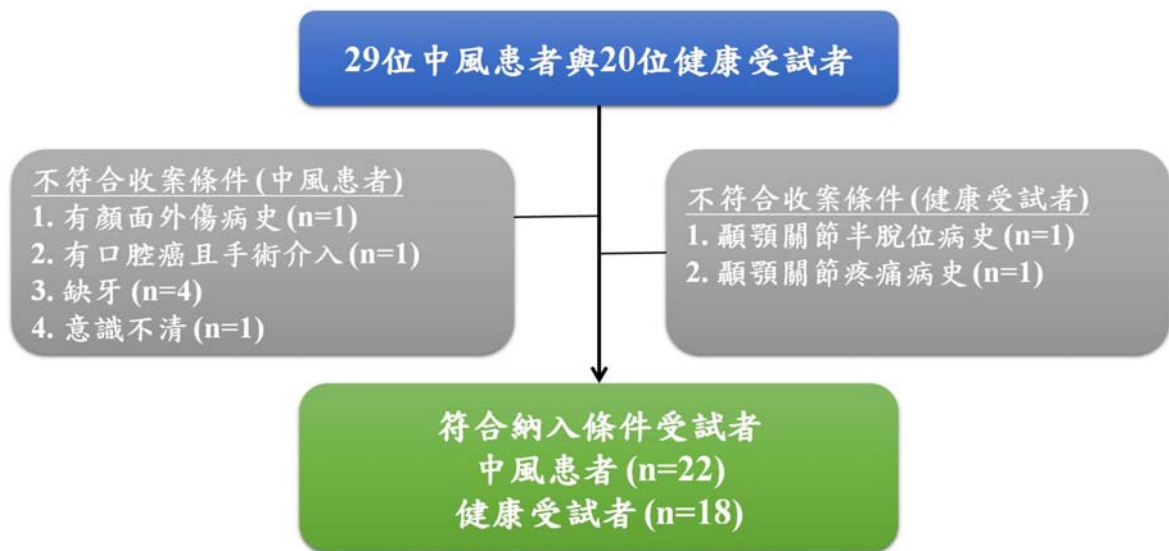 29位中風患者與20位健康受試者
不符合收案條件(中風患者)
1. 有顏面外傷病史(n=1)
2. 有口腔癌且手術介入(n=1)
3. 缺牙(n=4)
4. 意識不清(n=1)
不符合收案條件(健康受試者)
1. 顳顎關節半脫位病史(n=1)
2. 顳顎關節疼痛病史(n=1)
符合納入條件受試者
中風患者(n=22)
健康受試者(n=18)